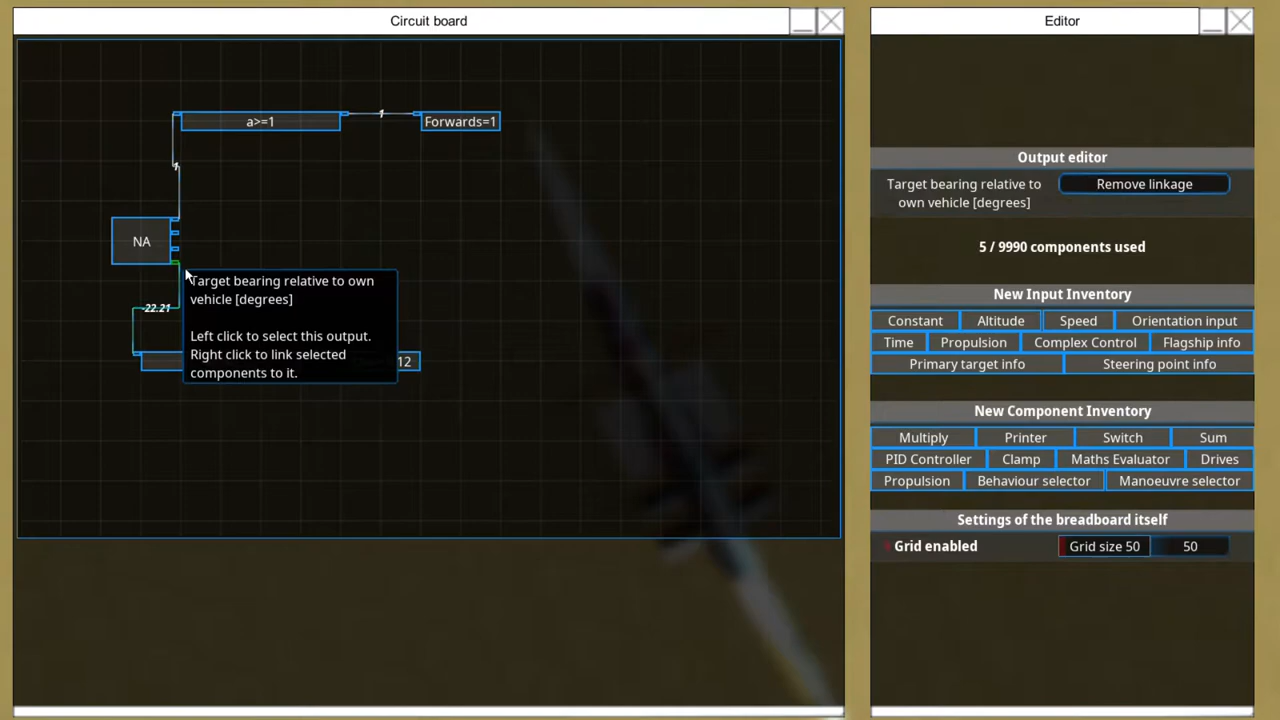 Circuit board
a>=1
1
Forwards=1
1
NA
Target bearing relative to own
vehicle [degrees]
Left click to select this output.
Right click to link selected
components to it.
-22.21
12
Editor
Output editor
Target bearing relative to
own vehicle [degrees]
Remove linkage
5 / 9990 components used
New Input Inventory
Constant Altitude Speed Orientation input
Time Propulsion Complex Control Flagship info
Primary target info Steering point info
New Component Inventory
Multiply Printer Switch Sum
PID Controller Clamp Maths Evaluator Drives
Propulsion Behaviour selector Manoeuvre selector
Settings of the breadboard itself
Grid enabled Grid size 50 50